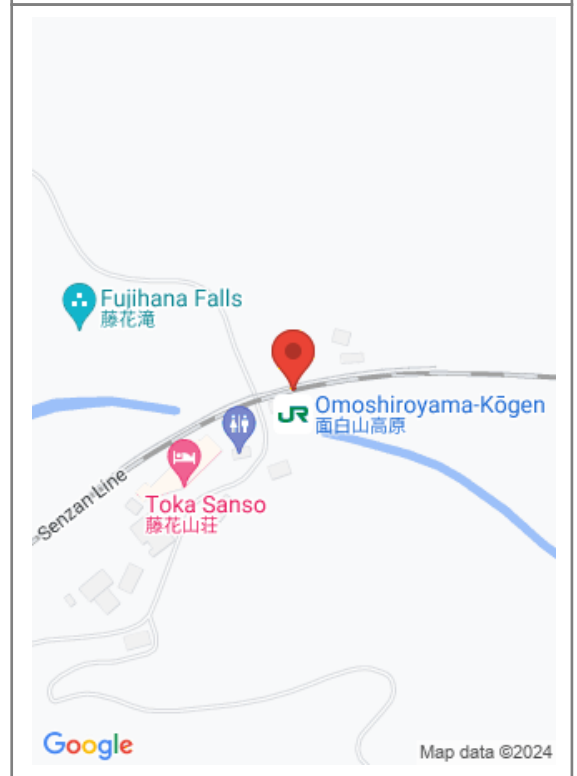 Fujihana Falls
藤花滝
JR
Omoshiroyama-Kōgen
面白山高原
Toka Sanso
藤花山荘
Senzan Line
Google
Map data ©2024